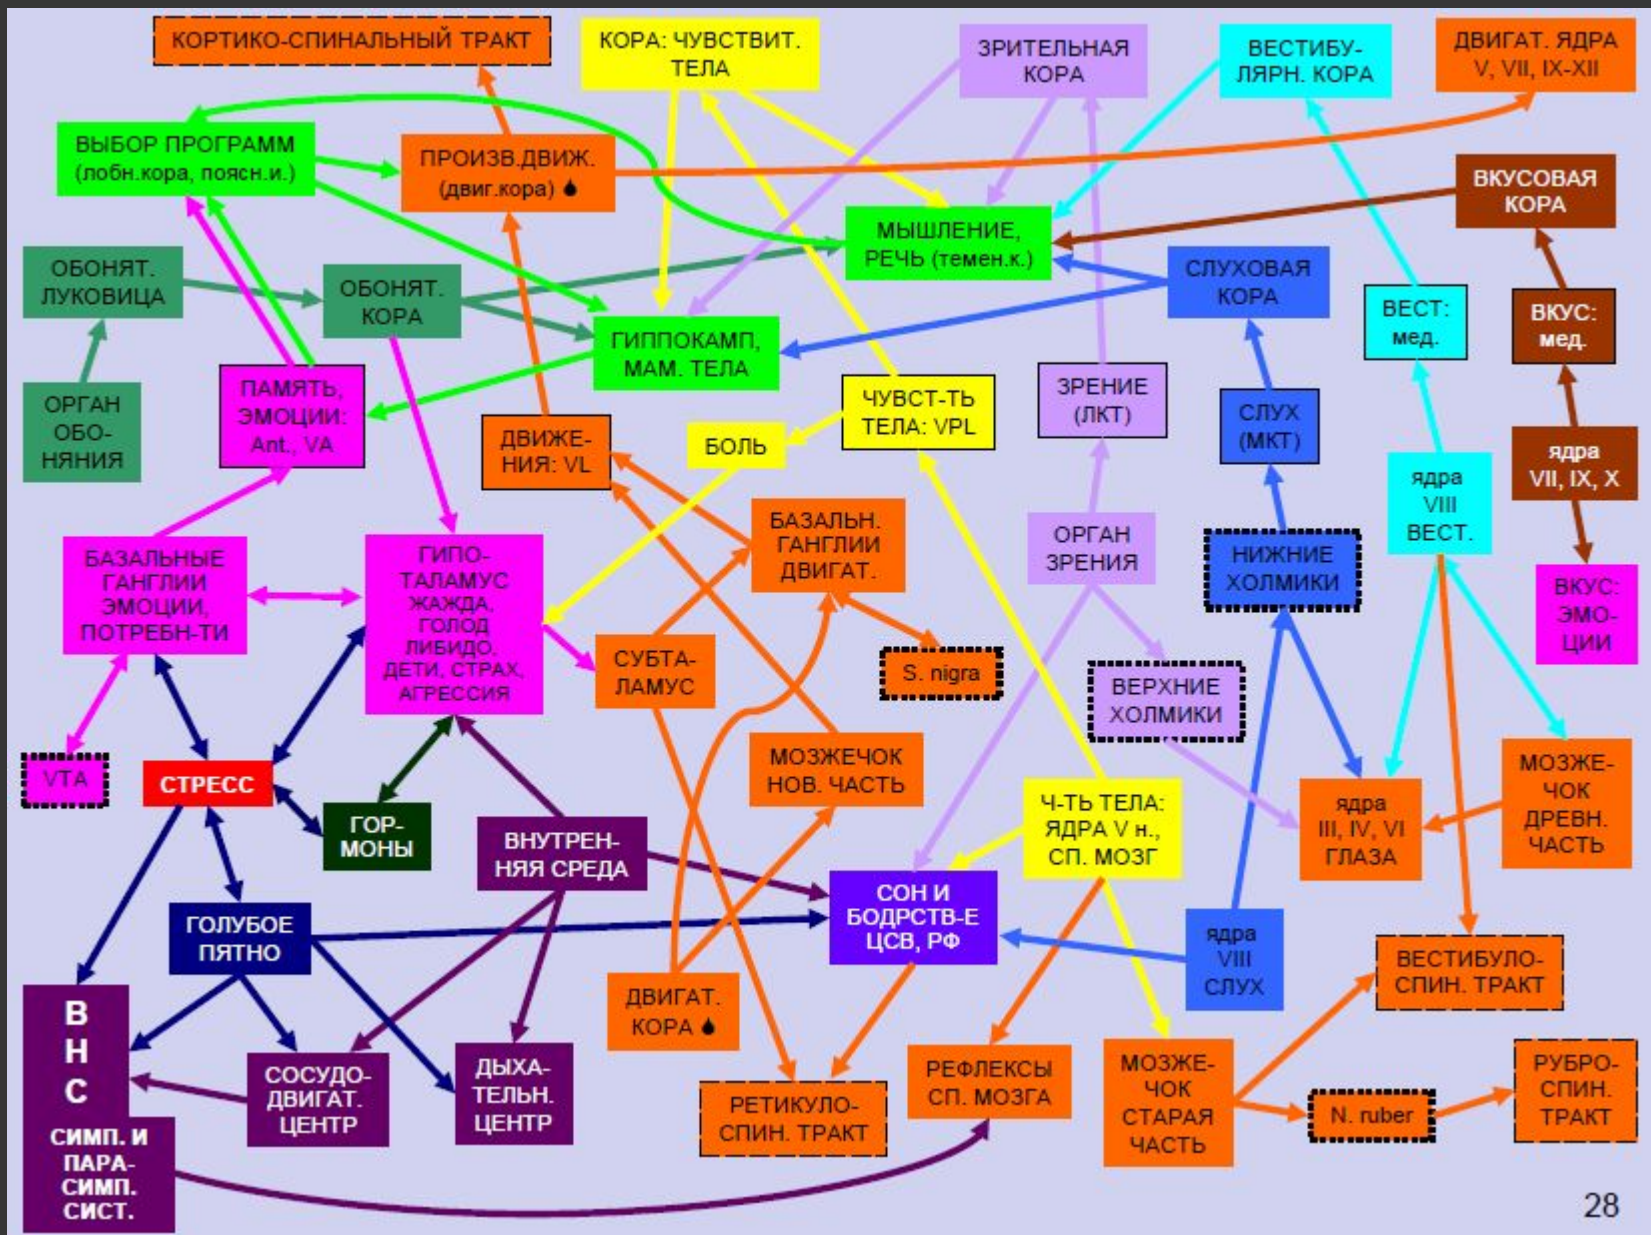 КОРТИКО-СПИНАЛЬНЫЙ ТРАКТ
КОРА: ЧУВСТВИТ.
ТЕЛА
ЗРИТЕЛЬНАЯ
КОРА
ВЕСТИБУ-
ЛЯРН. КОРА
ДВИГАТ. ЯДРА
V, VII, IX-XII
ВЫБОР ПРОГРАММ
(лобн.кора, поясн.и.)
ПРОИЗВ.ДВИЖ.
(двиг.кора)
ВКУСОВАЯ
КОРА
МЫШЛЕНИЕ,
РЕЧЬ (темен.к.)
ОБОНЯТ.
ЛУКОВИЦА
ОБОНЯТ.
КОРА
СЛУХОВАЯ
КОРА
ГИППОКАМП,
МАМ. ТЕЛА
ВЕСТ:
мед.
ВКУС:
мед.
ОРГАН
ОБО-
НЯНИЯ
ПАМЯТЬ,
ЭМОЦИИ:
Ant., VA
ДВИЖЕ-
НИЯ: VL
БОЛЬ
ЧУВСТ-ТЬ
ТЕЛА: VPL
ЗРЕНИЕ
(ЛКТ)
СЛУХ
(МКТ)
ядра
VIII
ВЕСТ.
ядра
VII, IX, X
БАЗАЛЬНЫЕ
ГАНГЛИИ
ЭМОЦИИ,
ПОТРЕБН-ТИ
ГИПО-
ТАЛАМУС
ЖАЖДА,
ГОЛОД
ЛИБИДО,
ДЕТИ, СТРАХ,
АГРЕССИЯ
БАЗАЛЬН.
ГАНГЛИИ
ДВИГАТ.
ОРГАН
ЗРЕНИЯ
НИЖНИЕ
ХОЛМИКИ
ВКУС:
ЭМО-
ЦИИ
СУБТА-
ЛАМУС
S. nigra
ВЕРХНИЕ
ХОЛМИКИ
VTA
СТРЕСС
ГОР-
МОНЫ
ВНУТРЕН-
НЯЯ СРЕДА
МОЗЖЕЧОК
НОВ. ЧАСТЬ
Ч-ТЬ ТЕЛА:
ЯДРА V н.,
СП. МОЗГ
ядра
III, IV, VI
ГЛАЗА
МОЗЖЕ-
ЧОК
ДРЕВН.
ЧАСТЬ
ГОЛУБОЕ
ПЯТНО
СОН И
БОДРСТВ-Е
ЦСВ, РФ
ядра
VIII
СЛУХ
ВЕСТИБУЛО-
СПИН. ТРАКТ
ДВИГАТ.
КОРА
В
Н
С
СИМП. И
ПАРА-
СИМП.
СИСТ.
СОСУДО-
ДВИГАТ.
ЦЕНТР
ДЫХА-
ТЕЛЬН.
ЦЕНТР
РЕТИКУЛО-
СПИН. ТРАКТ
РЕФЛЕКСЫ
СП. МОЗГА
МОЗЖЕ-
ЧОК
СТАРАЯ
ЧАСТЬ
N. ruber
РУБРО-
СПИН.
ТРАКТ
28